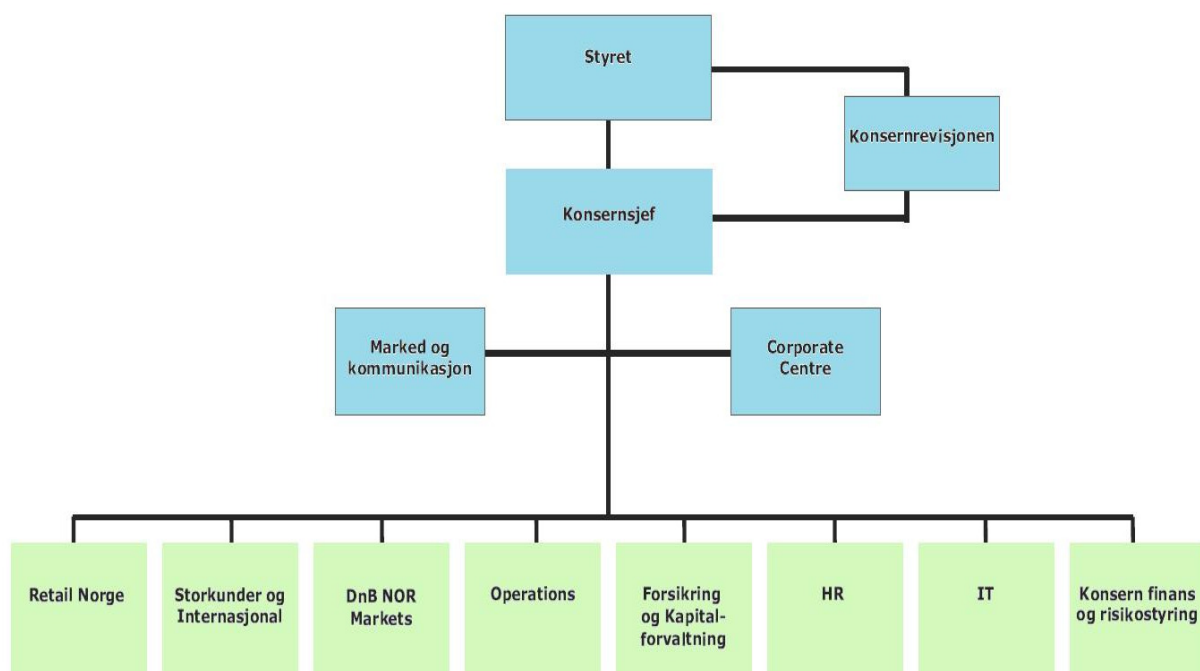 Styret
Konsernrevisjonen
Konsernsjef
Marked og
kommunikasjon
Corporate
Centre
Retail Norge
Storkunder og
Internasjonal
DnB NOR
Markets
Operations
Forsikring
og Kapital-
forvaltning
HR
IT
Konsern finans
og risikostyring